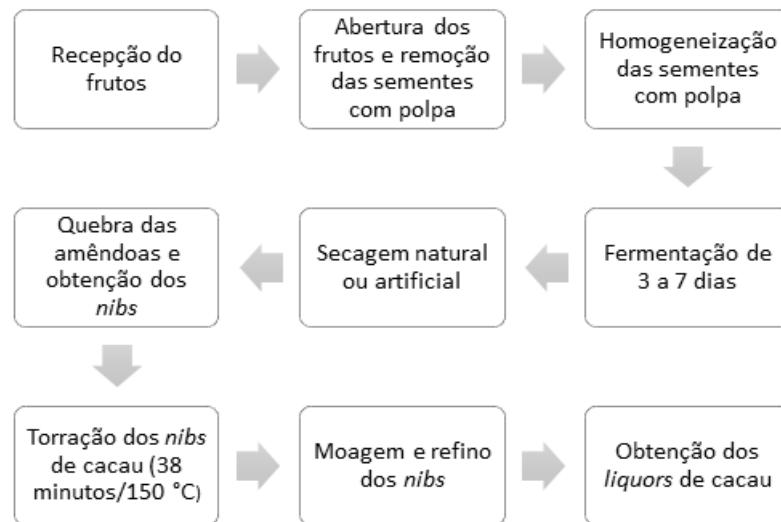 Recepção do
frutos
Abertura dos
frutos e remoção
das sementes
com polpa
Homogeneização
das sementes
com polpa
Fermentação de
3 a 7 dias
Secagem natural
ou artificial
Quebra das
amêndoas e
obtenção dos
nibs
Torração dos nibs
de cacau (38
minutos/150 °C)
Moagem e refino
dos nibs
Obtenção dos
liquors de cacau